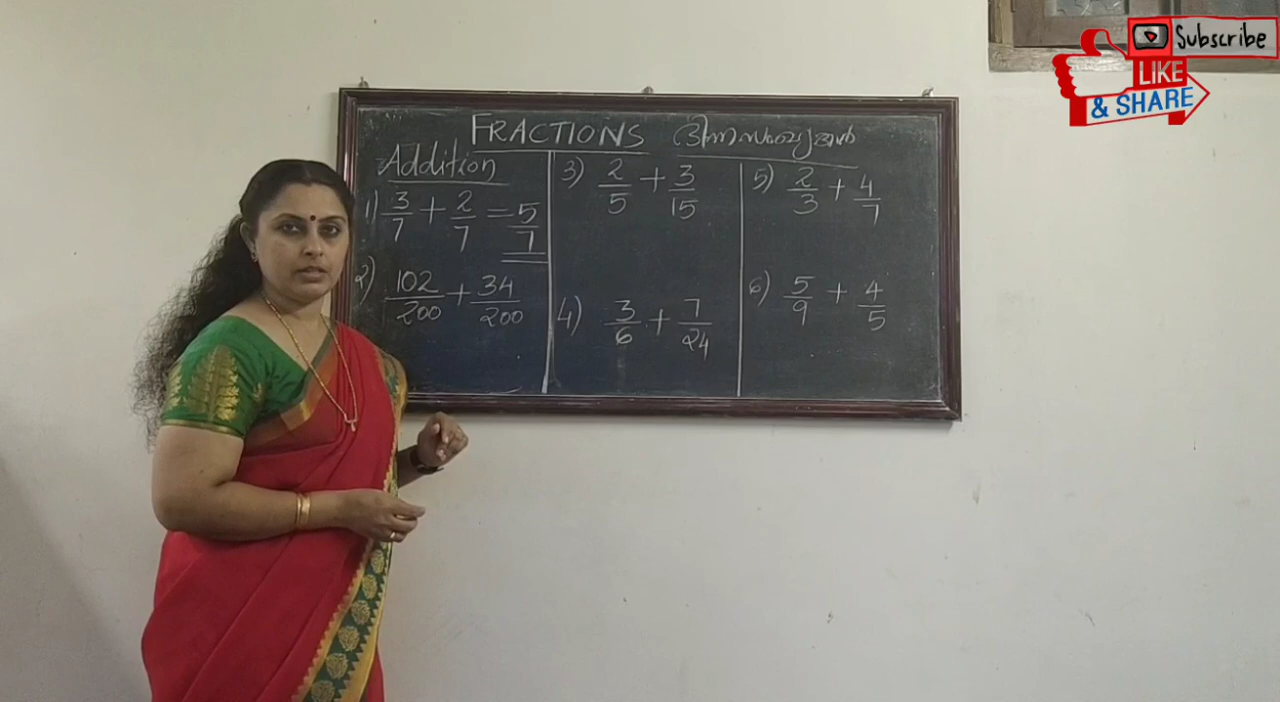 FRACTIONS ഭിന്നസംഖ്യകൾ
Addition
1) 3/7 + 2/7 = 5/7
2) 102/200 + 34/200
3) 2/5 + 3/15
4) 3/6 + 7/24
5) 2/3 + 4/7
6) 5/9 + 4/5
Subscribe
LIKE
& SHARE